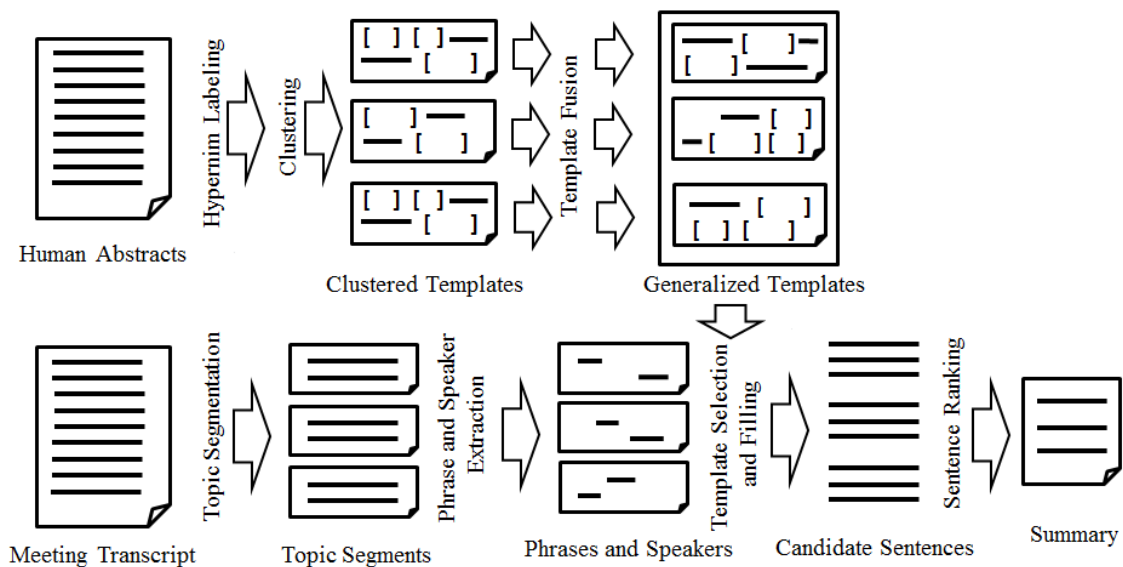 Hypernim Labeling
Clustering
Template Fusion
Human Abstracts
Clustered Templates
Generalized Templates
Topic Segmentation
Phrase and Speaker
Extraction
Template Selection
and Filling
Sentence Ranking
Meeting Transcript
Topic Segments
Phrases and Speakers
Candidate Sentences
Summary